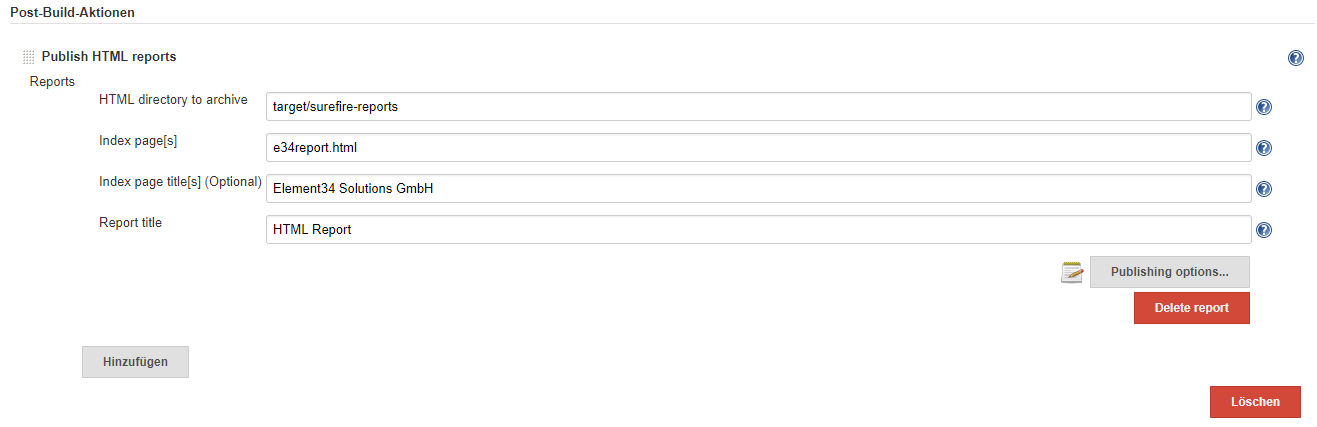 Post-Build-Aktionen
Publish HTML reports
Reports
HTML directory to archive
target/surefire-reports
Index page[s]
e34report.html
Index page title[s] (Optional)
Element34 Solutions GmbH
Report title
HTML Report
Publishing options...
Delete report
Hinzufügen
Löschen